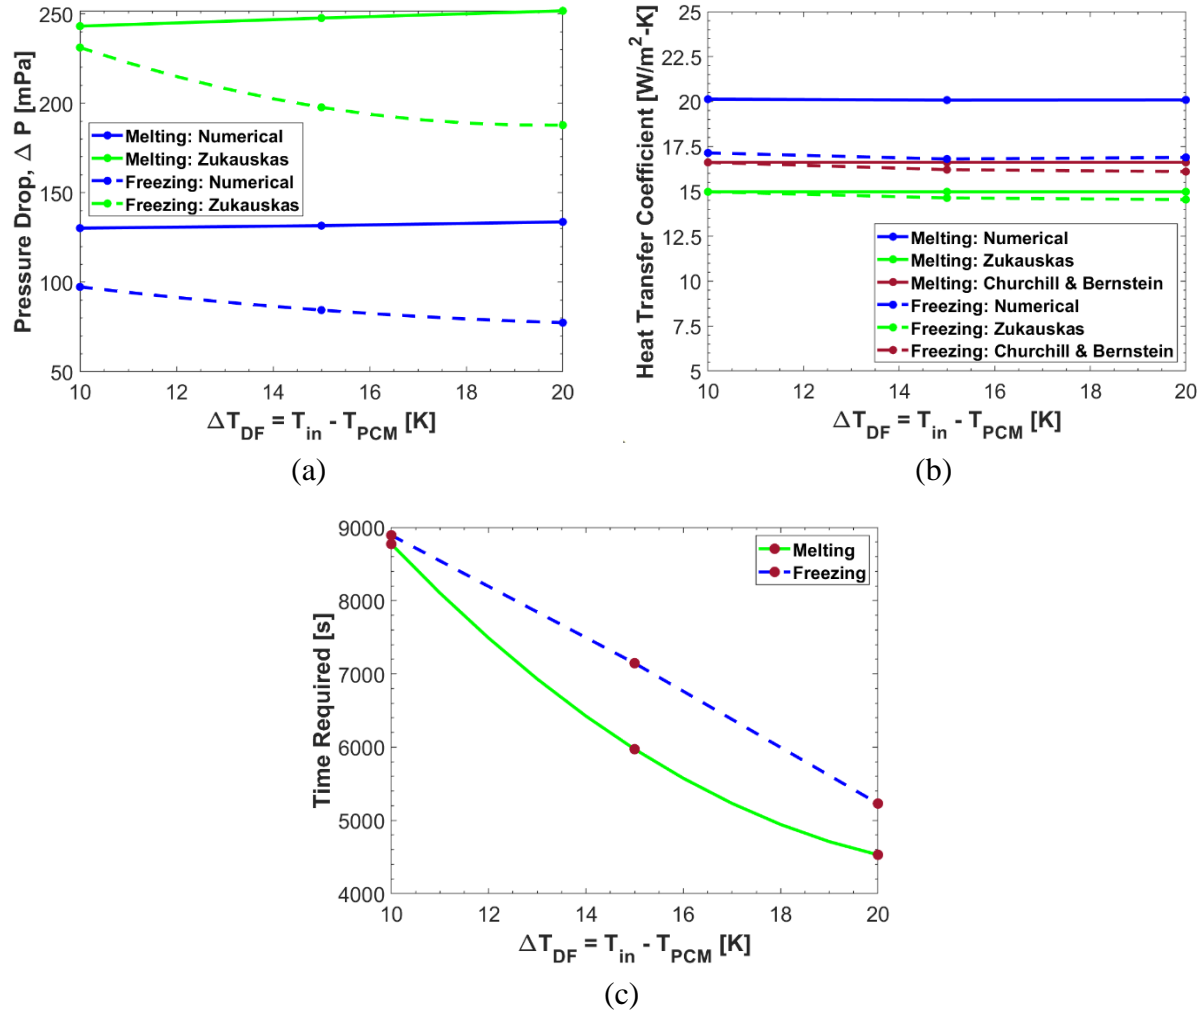 250
200
150
100
50
Pressure Drop, Δ P [mPa]
Melting: Numerical
Melting: Zukauskas
Freezing: Numerical
Freezing: Zukauskas
10 12 14 16 18 20
ΔT_DF = T_in - T_PCM [K]
(a)
25
22.5
20
17.5
15
12.5
10
7.5
5
Heat Transfer Coefficient [W/m²-K]
Melting: Numerical
Melting: Zukauskas
Melting: Churchill & Bernstein
Freezing: Numerical
Freezing: Zukauskas
Freezing: Churchill & Bernstein
10 12 14 16 18 20
ΔT_DF = T_in - T_PCM [K]
(b)
9000
8000
7000
6000
5000
4000
Time Required [s]
Melting
Freezing
10 12 14 16 18 20
ΔT_DF = T_in - T_PCM [K]
(c)